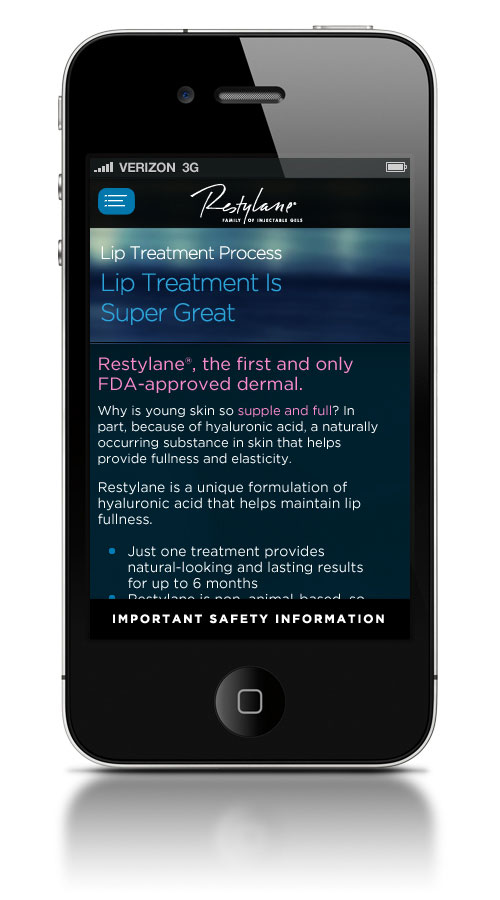 VERIZON 3G
Restylane®
FAMILY OF INJECTABLE GELS
Lip Treatment Process
Lip Treatment Is
Super Great
Restylane®, the first and only
FDA-approved dermal.
Why is young skin so supple and full? In
part, because of hyaluronic acid, a naturally
occurring substance in skin that helps
provide fullness and elasticity.
Restylane is a unique formulation of
hyaluronic acid that helps maintain lip
fullness.
Just one treatment provides
natural-looking and lasting results
for up to 6 months
Restylane is non-animal-based, so
IMPORTANT SAFETY INFORMATION